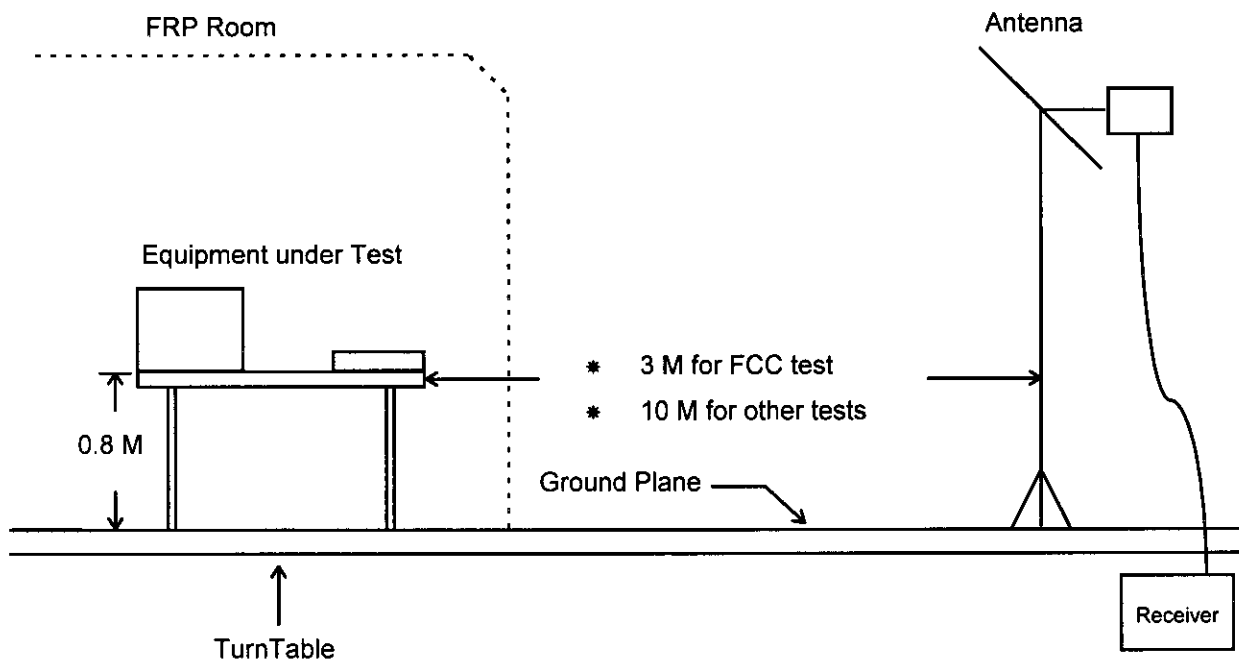 FRP Room
Antenna
Equipment under Test
* 3 M for FCC test
* 10 M for other tests
0.8 M
Ground Plane
Receiver
TurnTable